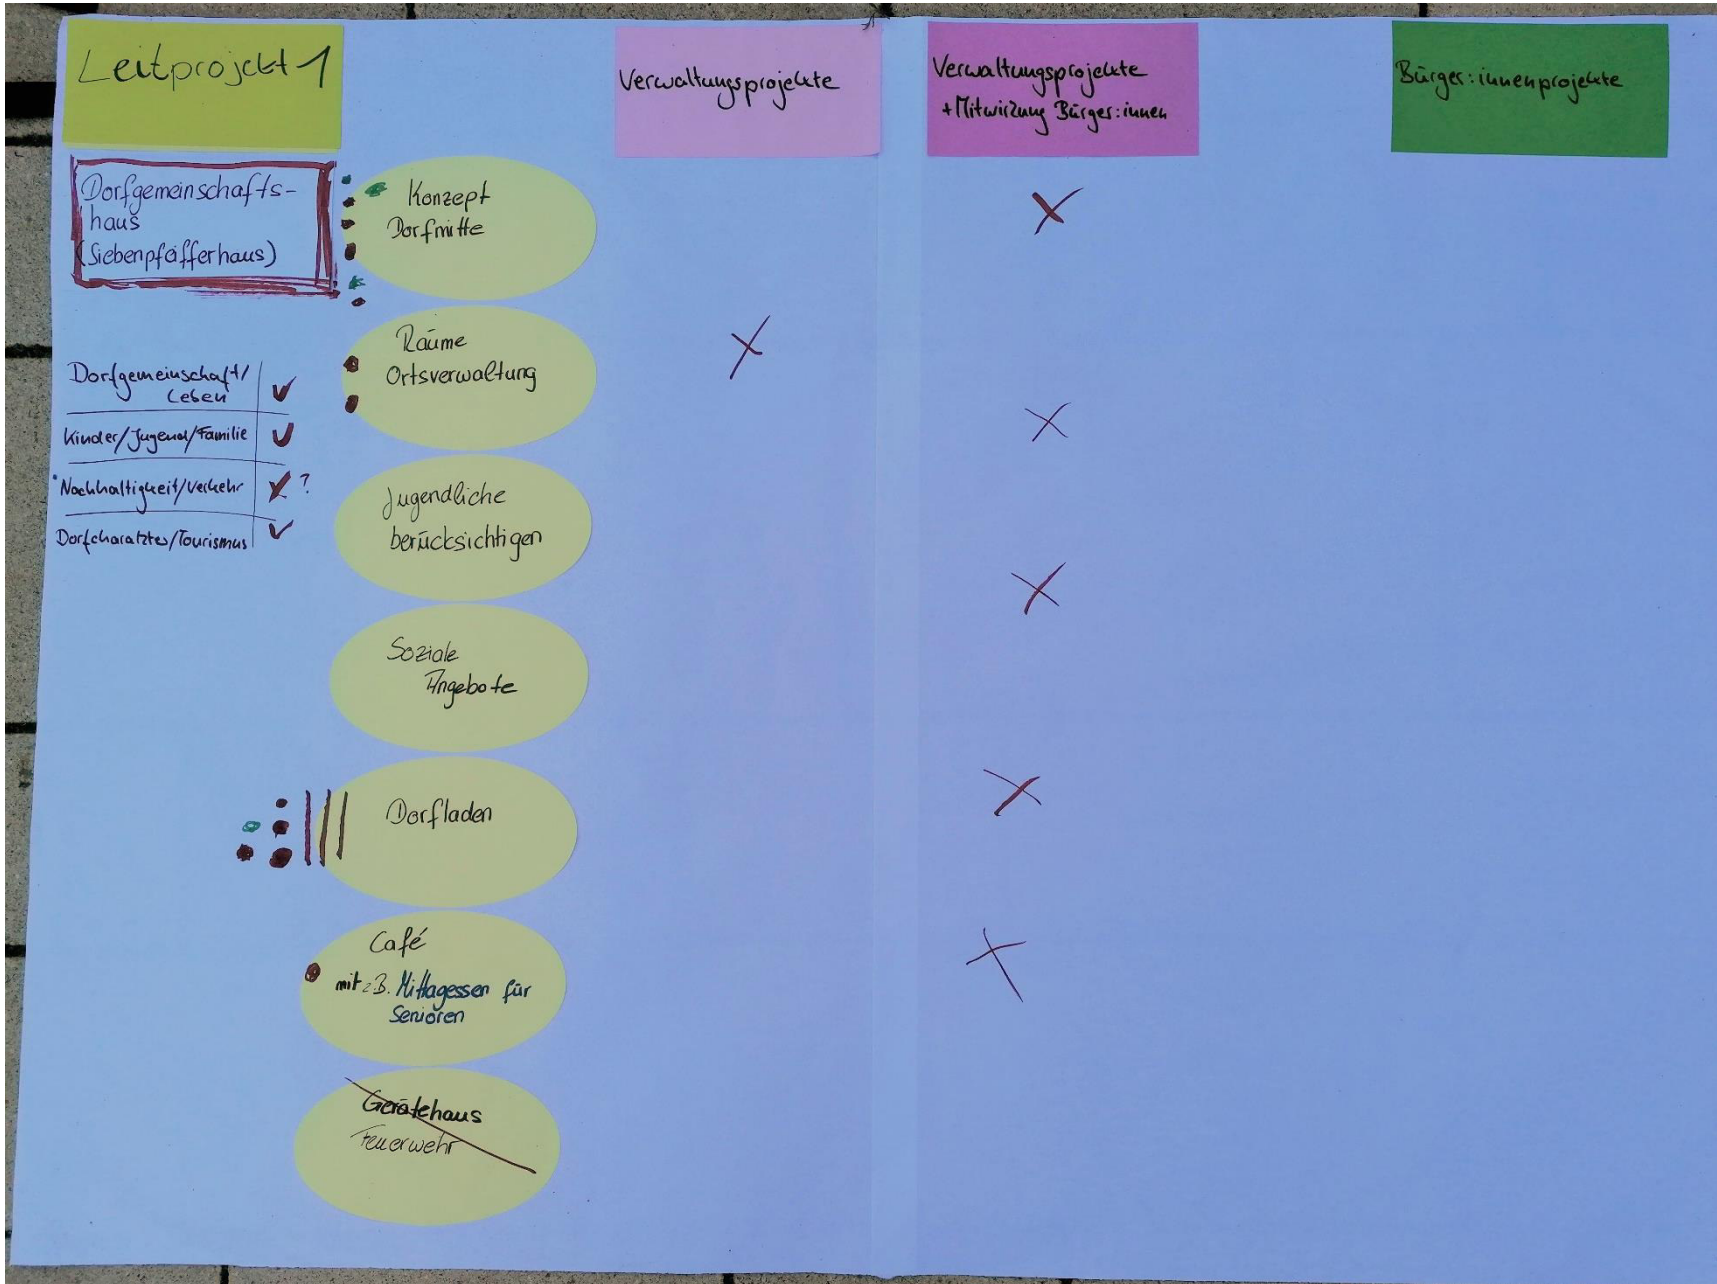 Leitprojekt 1
Verwaltungsprojekte
Verwaltungsprojekte
+ Mitwirkung Bürger:innen
Bürger:innenprojekte
Dorfgemeinschafts-
haus
(Siebenpfeifferhaus)
Dorfgemeinschaft/
Leben
Kinder/Jugend/Familie
Nachhaltigkeit/Verkehr ?
Dorfcharakter/Tourismus
Konzept
Dorfmitte
Räume
Ortsverwaltung
Jugendliche
berücksichtigen
Soziale
Angebote
Dorfladen
Café
mit z.B. Mittagessen für
Senioren
Gerätehaus
Feuerwehr